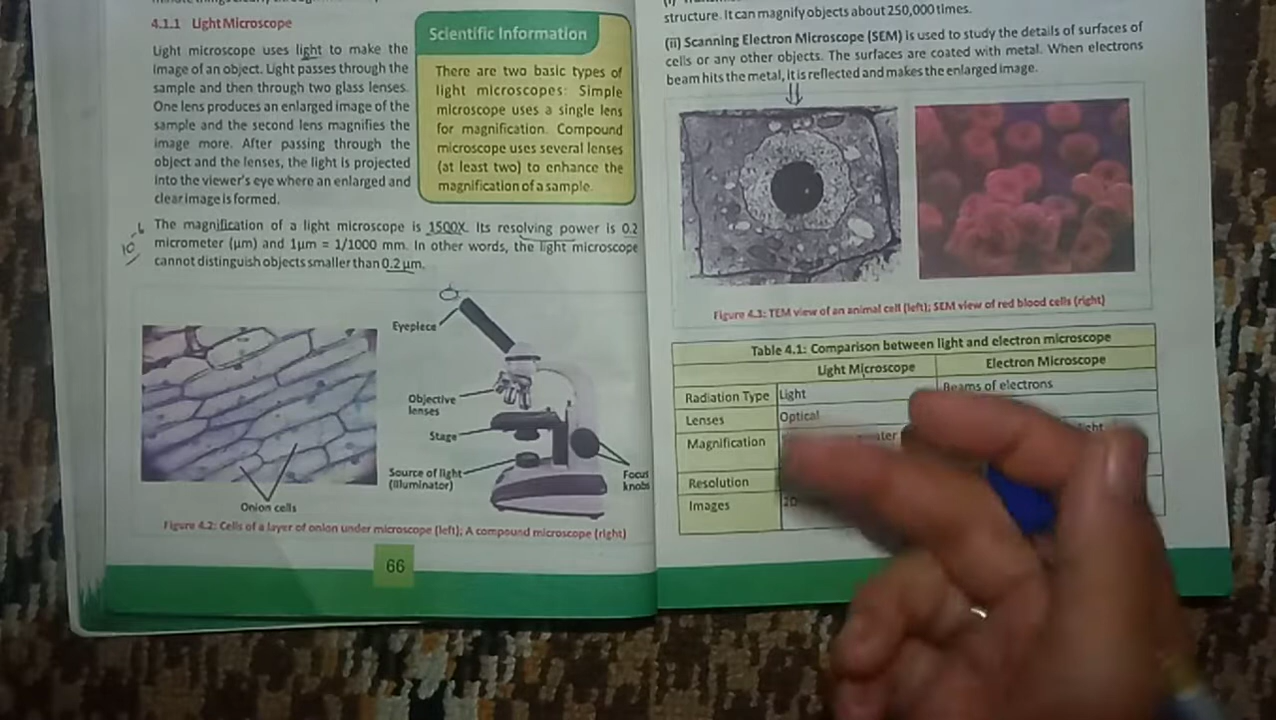 4.1.1 Light Microscope
Light microscope uses light to make the
image of an object. Light passes through the
sample and then through two glass lenses.
One lens produces an enlarged image of the
sample and the second lens magnifies the
image more. After passing through the
object and the lenses, the light is projected
into the viewer's eye where an enlarged and
clear image is formed.
Scientific Information
There are two basic types of
light microscopes: Simple
microscope uses a single lens
for magnification. Compound
microscope uses several lenses
(at least two) to enhance the
magnification of a sample.
10-6
The magnification of a light microscope is 1500X. Its resolving power is 0.2
micrometer (μm) and 1μm = 1/1000 mm. In other words, the light microscope
cannot distinguish objects smaller than 0.2 μm.
Eyepiece
Objective
lenses
Stage
Source of light
(Illuminator)
Focus
knobs
Onion cells
Figure 4.2: Cells of a layer of onion under microscope (left); A compound microscope (right)
66
structure. It can magnify objects about 250,000 times.
(ii) Scanning Electron Microscope (SEM) is used to study the details of surfaces of
cells or any other objects. The surfaces are coated with metal. When electrons
beam hits the metal, it is reflected and makes the enlarged image.
Figure 4.3: TEM view of an animal cell (left); SEM view of red blood cells (right)
Table 4.1: Comparison between light and electron microscope
Light Microscope Electron Microscope
Radiation Type Light Beams of electrons
Lenses Optical
Magnification
Resolution
Images 2D